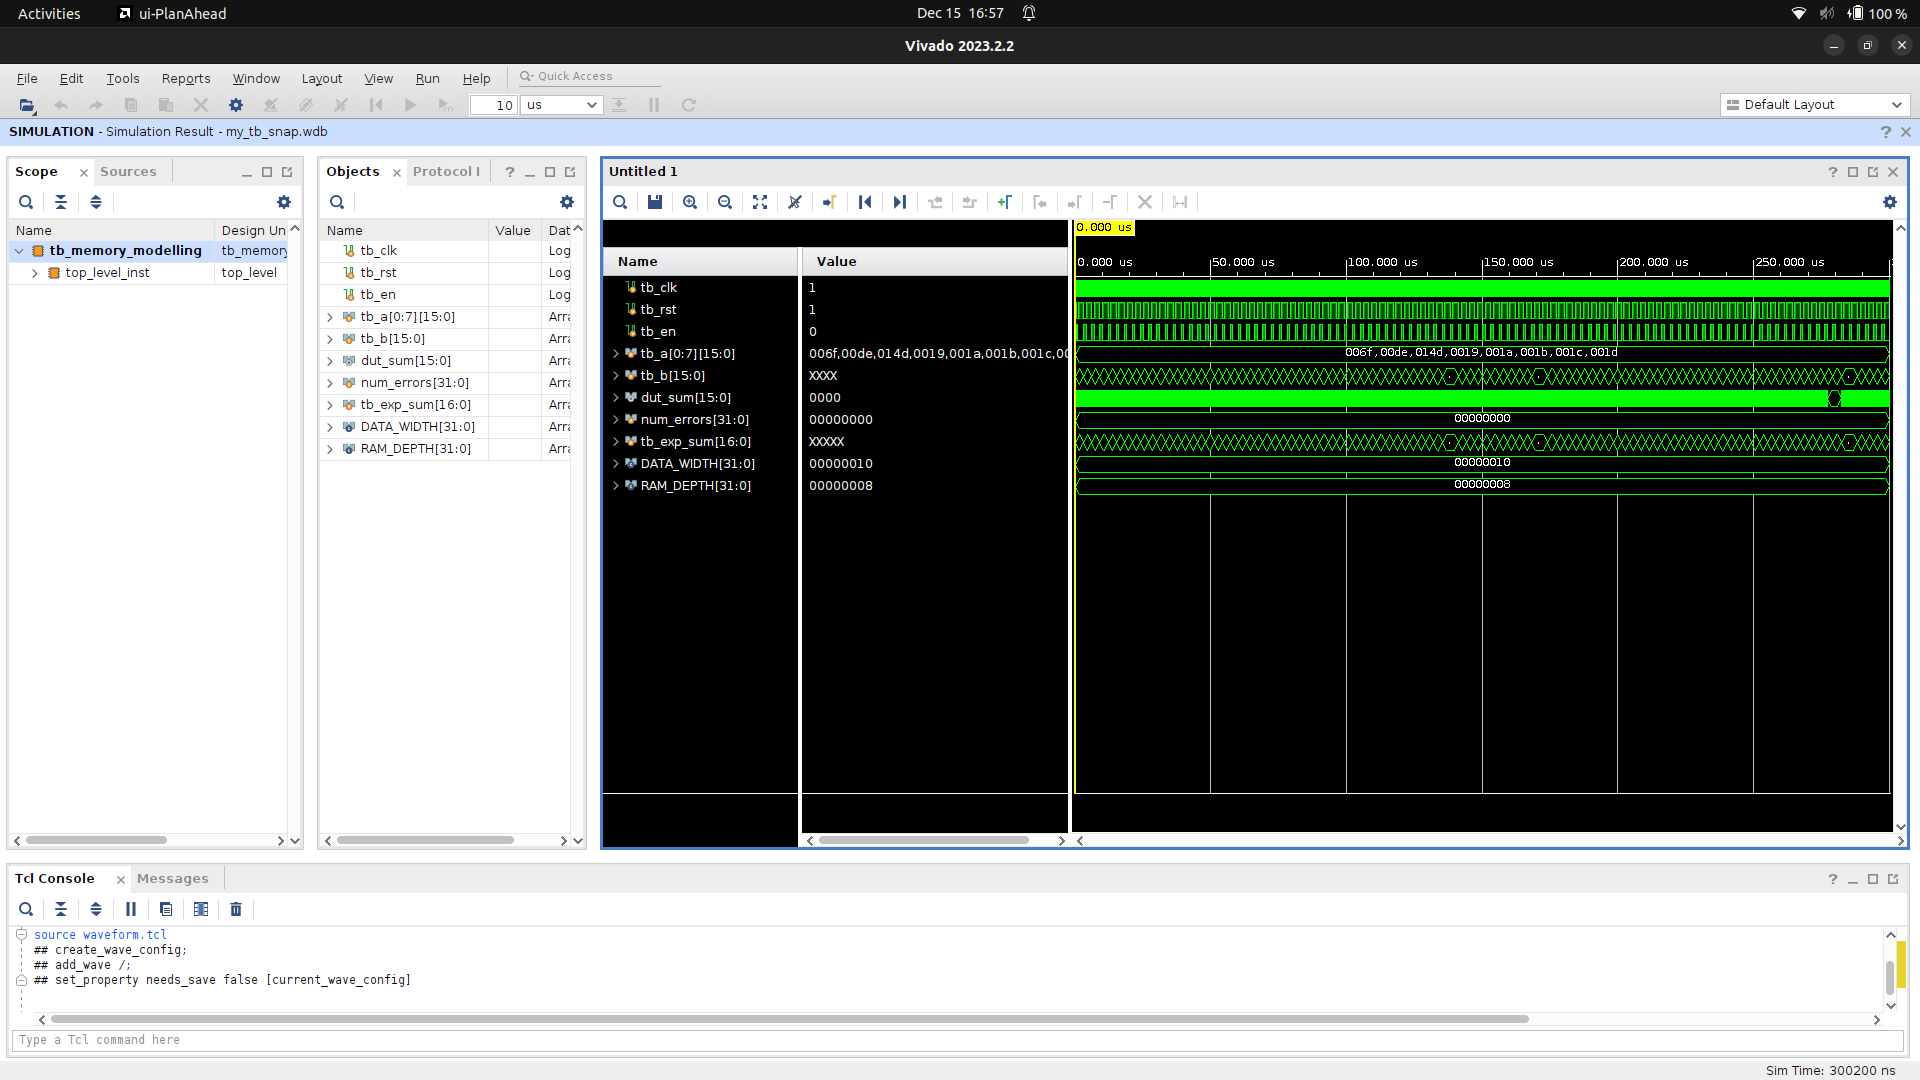 Activities
ui-PlanAhead
Dec 15 16:57
100 %
Vivado 2023.2.2
File Edit Tools Reports Window Layout View Run Help Quick Access
10 us
Default Layout
SIMULATION - Simulation Result - my_tb_snap.wdb
Scope Sources
Name Design Un
tb_memory_modelling tb_memory
top_level_inst top_level
Objects Protocol I
Name Value Dat
tb_clk Log
tb_rst Log
tb_en Log
tb_a[0:7][15:0] Arra
tb_b[15:0] Arra
dut_sum[15:0] Arra
num_errors[31:0] Arra
tb_exp_sum[16:0] Arra
DATA_WIDTH[31:0] Arra
RAM_DEPTH[31:0] Arra
Untitled 1
0.000 us
Name Value
0.000 us 50.000 us 100.000 us 150.000 us 200.000 us 250.000 us
tb_clk 1
tb_rst 1
tb_en 0
tb_a[0:7][15:0] 006f,00de,014d,0019,001a,001b,001c,00 006f,00de,014d,0019,001a,001b,001c,001d
tb_b[15:0] XXXX
dut_sum[15:0] 0000
num_errors[31:0] 00000000 00000000
tb_exp_sum[16:0] XXXXX
DATA_WIDTH[31:0] 00000010 00000010
RAM_DEPTH[31:0] 00000008 00000008
Tcl Console Messages
source waveform.tcl
## create_wave_config;
## add_wave /;
## set_property needs_save false [current_wave_config]
Type a Tcl command here
Sim Time: 300200 ns